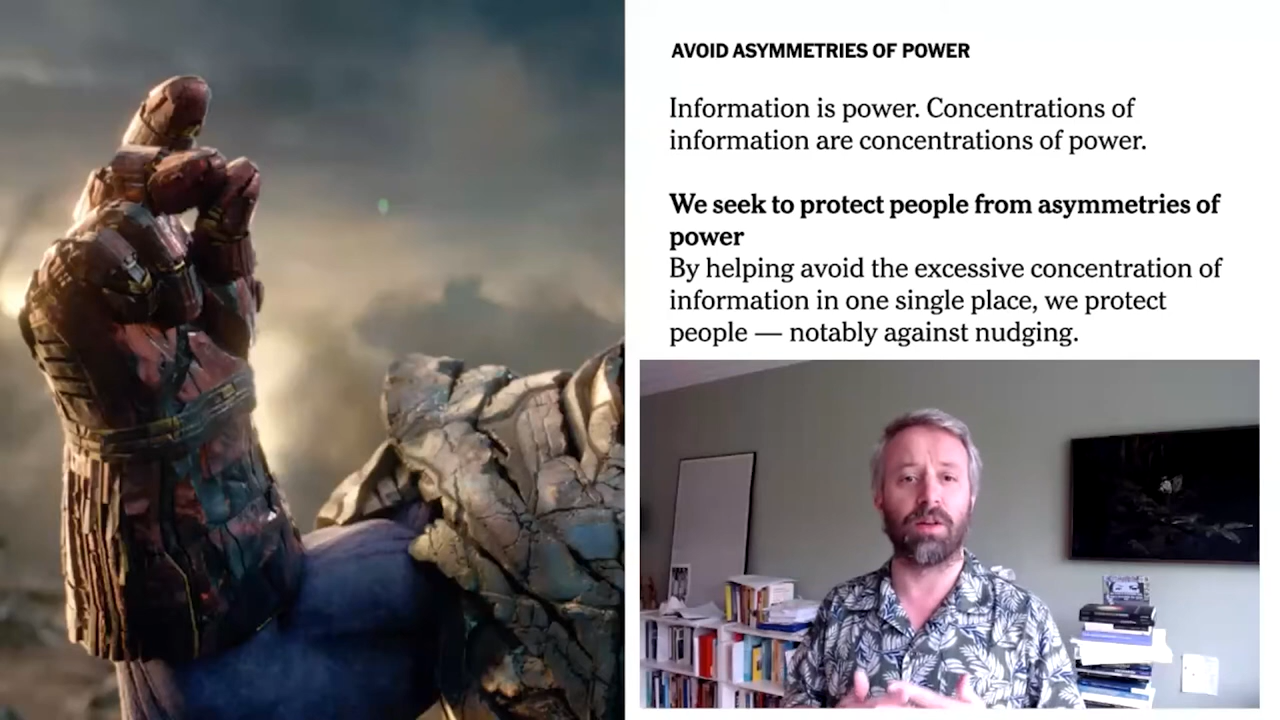 AVOID ASYMMETRIES OF POWER
Information is power. Concentrations of
information are concentrations of power.
We seek to protect people from asymmetries of
power
By helping avoid the excessive concentration of
information in one single place, we protect
people — notably against nudging.